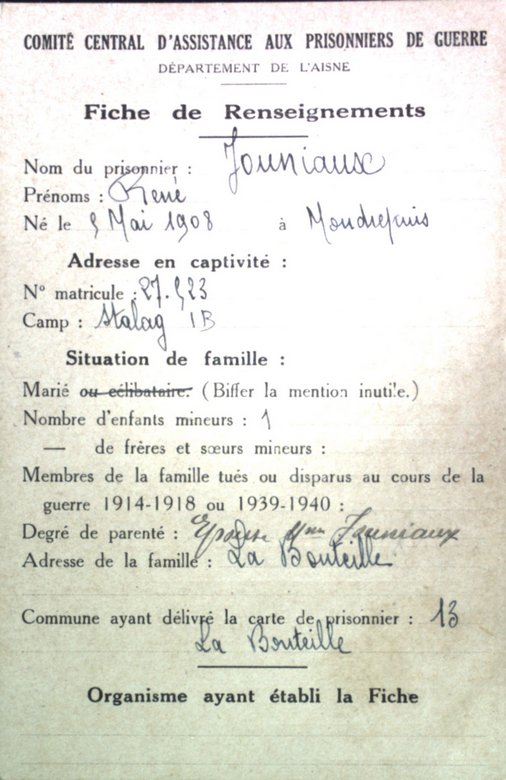 COMITÉ CENTRAL D'ASSISTANCE AUX PRISONNIERS DE GUERRE
DÉPARTEMENT DE L'AISNE
Fiche de Renseignements
Nom du prisonnier : Jouniaux
Prénoms : René
Né le Mai 1908 à Mondrepuis
Adresse en captivité :
N° matricule :
Camp : Stalag IB
Situation de famille :
Marié ou célibataire. (Biffer la mention inutile.)
Nombre d'enfants mineurs : 1
— de frères et sœurs mineurs :
Membres de la famille tués ou disparus au cours de la
guerre 1914-1918 ou 1939-1940 :
Degré de parenté : Epouse Mme Jouniaux
Adresse de la famille : La Bouteille
Commune ayant délivré la carte de prisonnier : 13
La Bouteille
Organisme ayant établi la Fiche